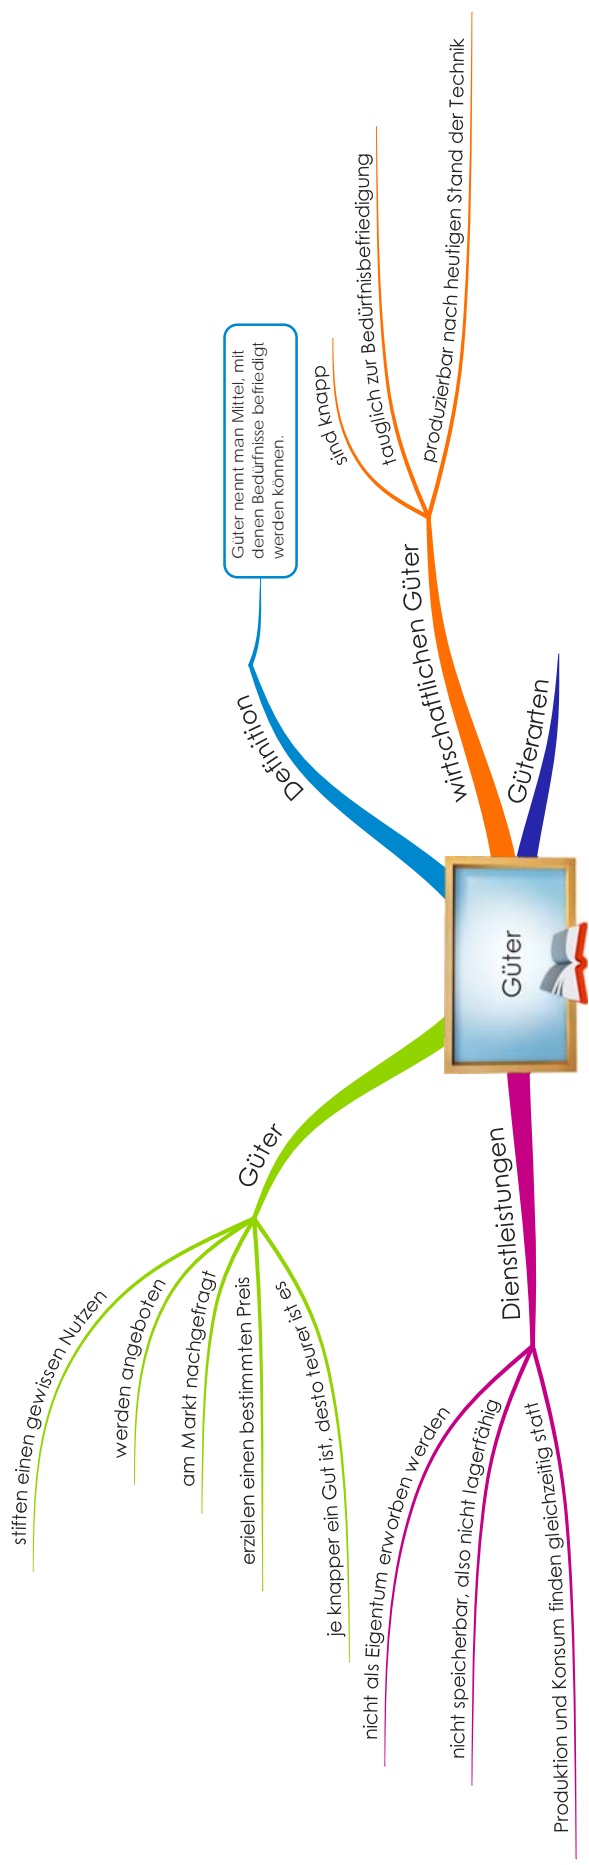 Güter
Definition
Güter nennt man Mittel, mit
denen Bedürfnisse befriedigt
werden können.
wirtschaftlichen Güter
sind knapp
tauglich zur Bedürfnisbefriedigung
produzierbar nach heutigen Stand der Technik
Güterarten
Güter
stiften einen gewissen Nutzen
werden angeboten
am Markt nachgefragt
erzielen einen bestimmten Preis
je knapper ein Gut ist, desto teurer ist es
Dienstleistungen
nicht als Eigentum erworben werden
nicht speicherbar, also nicht lagerfähig
Produktion und Konsum finden gleichzeitig statt